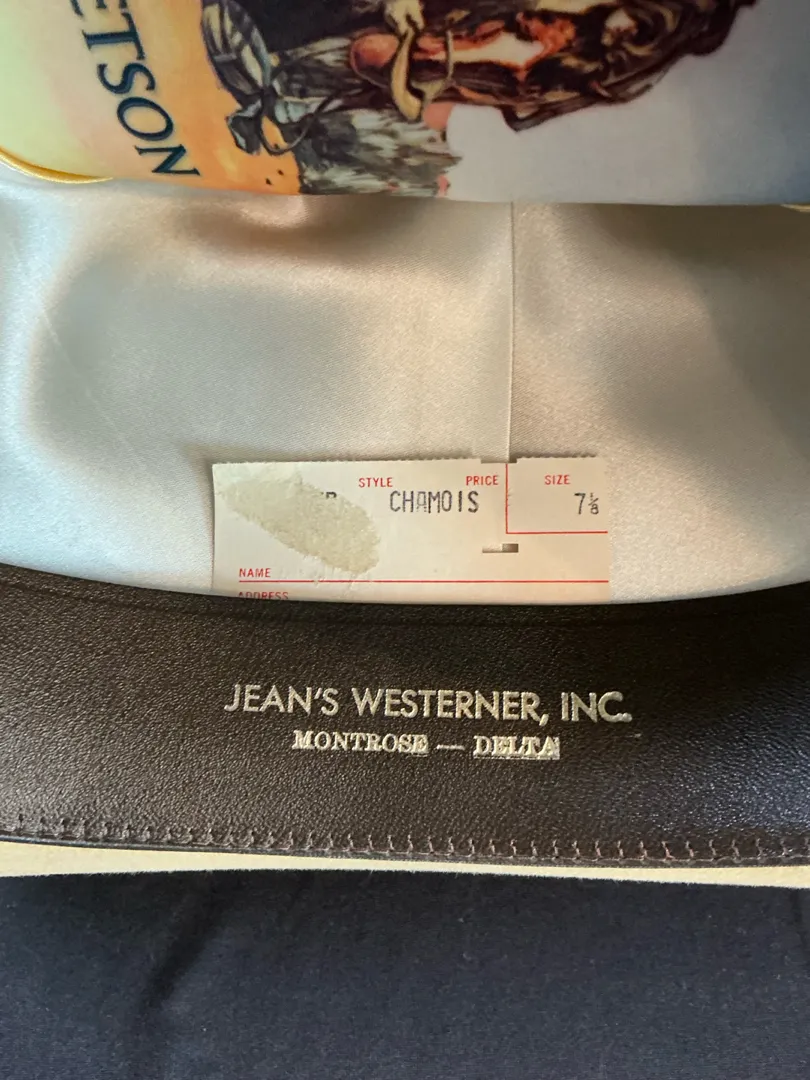 ETSON
STYLE PRICE SIZE
CHAMOIS 7⅛
NAME
ADDRESS
JEAN'S WESTERNER, INC.
MONTROSE — DELTA